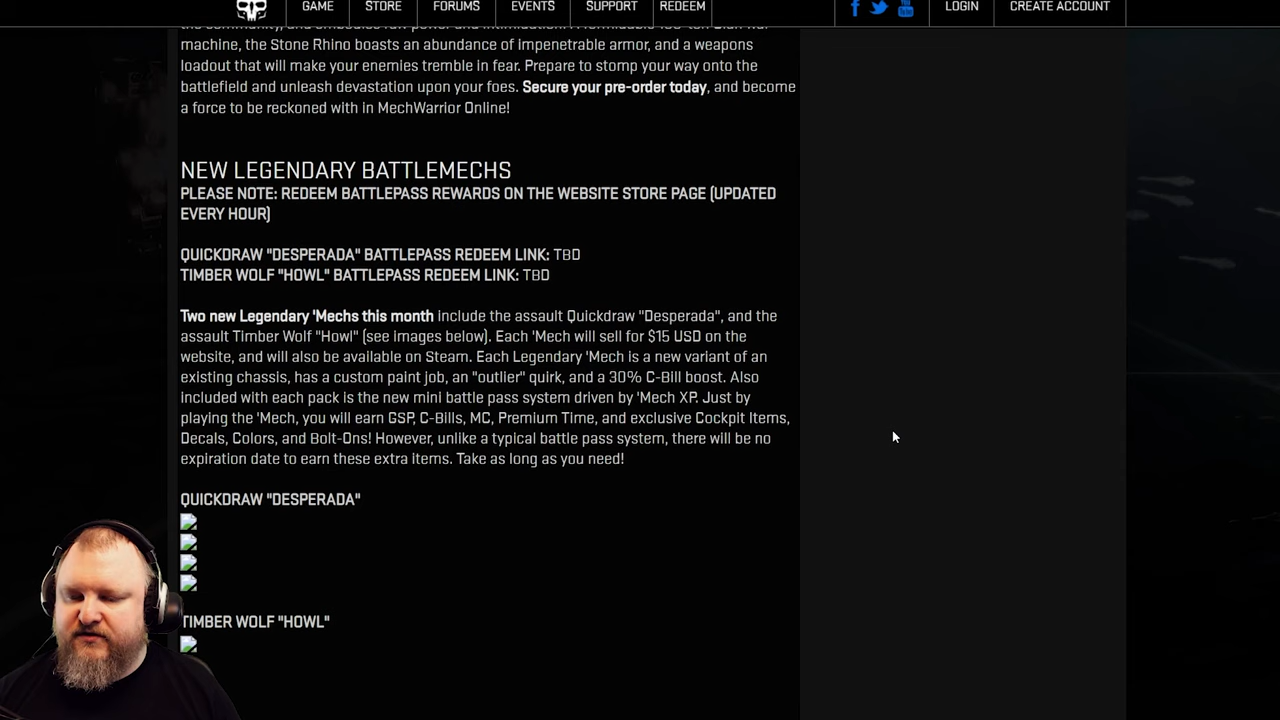 GAME
STORE
FORUMS
EVENTS
SUPPORT
REDEEM
LOGIN
CREATE ACCOUNT
machine, the Stone Rhino boasts an abundance of impenetrable armor, and a weapons
loadout that will make your enemies tremble in fear. Prepare to stomp your way onto the
battlefield and unleash devastation upon your foes. Secure your pre-order today, and become
a force to be reckoned with in MechWarrior Online!
NEW LEGENDARY BATTLEMECHS
PLEASE NOTE: REDEEM BATTLEPASS REWARDS ON THE WEBSITE STORE PAGE (UPDATED
EVERY HOUR)
QUICKDRAW "DESPERADA" BATTLEPASS REDEEM LINK: TBD
TIMBER WOLF "HOWL" BATTLEPASS REDEEM LINK: TBD
Two new Legendary 'Mechs this month include the assault Quickdraw "Desperada", and the
assault Timber Wolf "Howl" (see images below). Each 'Mech will sell for $15 USD on the
website, and will also be available on Steam. Each Legendary 'Mech is a new variant of an
existing chassis, has a custom paint job, an "outlier" quirk, and a 30% C-Bill boost. Also
included with each pack is the new mini battle pass system driven by 'Mech XP. Just by
playing the 'Mech, you will earn GSP, C-Bills, MC, Premium Time, and exclusive Cockpit Items,
Decals, Colors, and Bolt-Ons! However, unlike a typical battle pass system, there will be no
expiration date to earn these extra items. Take as long as you need!
QUICKDRAW "DESPERADA"
TIMBER WOLF "HOWL"